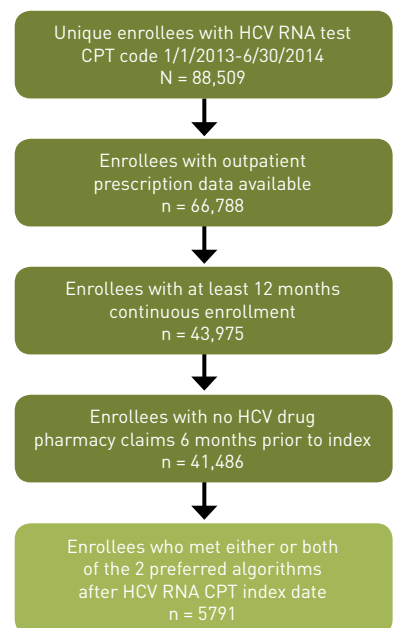 Unique enrollees with HCV RNA test
CPT code 1/1/2013-6/30/2014
N = 88,509
Enrollees with outpatient
prescription data available
n = 66,788
Enrollees with at least 12 months
continuous enrollment
n = 43,975
Enrollees with no HCV drug
pharmacy claims 6 months prior to index
n = 41,486
Enrollees who met either or both
of the 2 preferred algorithms
after HCV RNA CPT index date
n = 5791